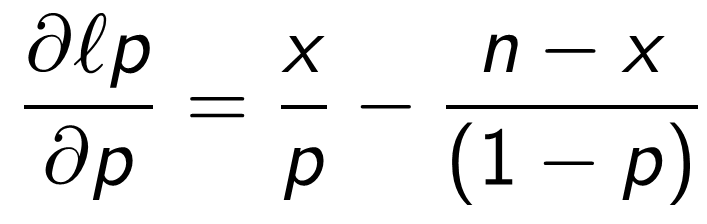 ∂ℓp/∂p = x/p − (n − x)/(1 − p)